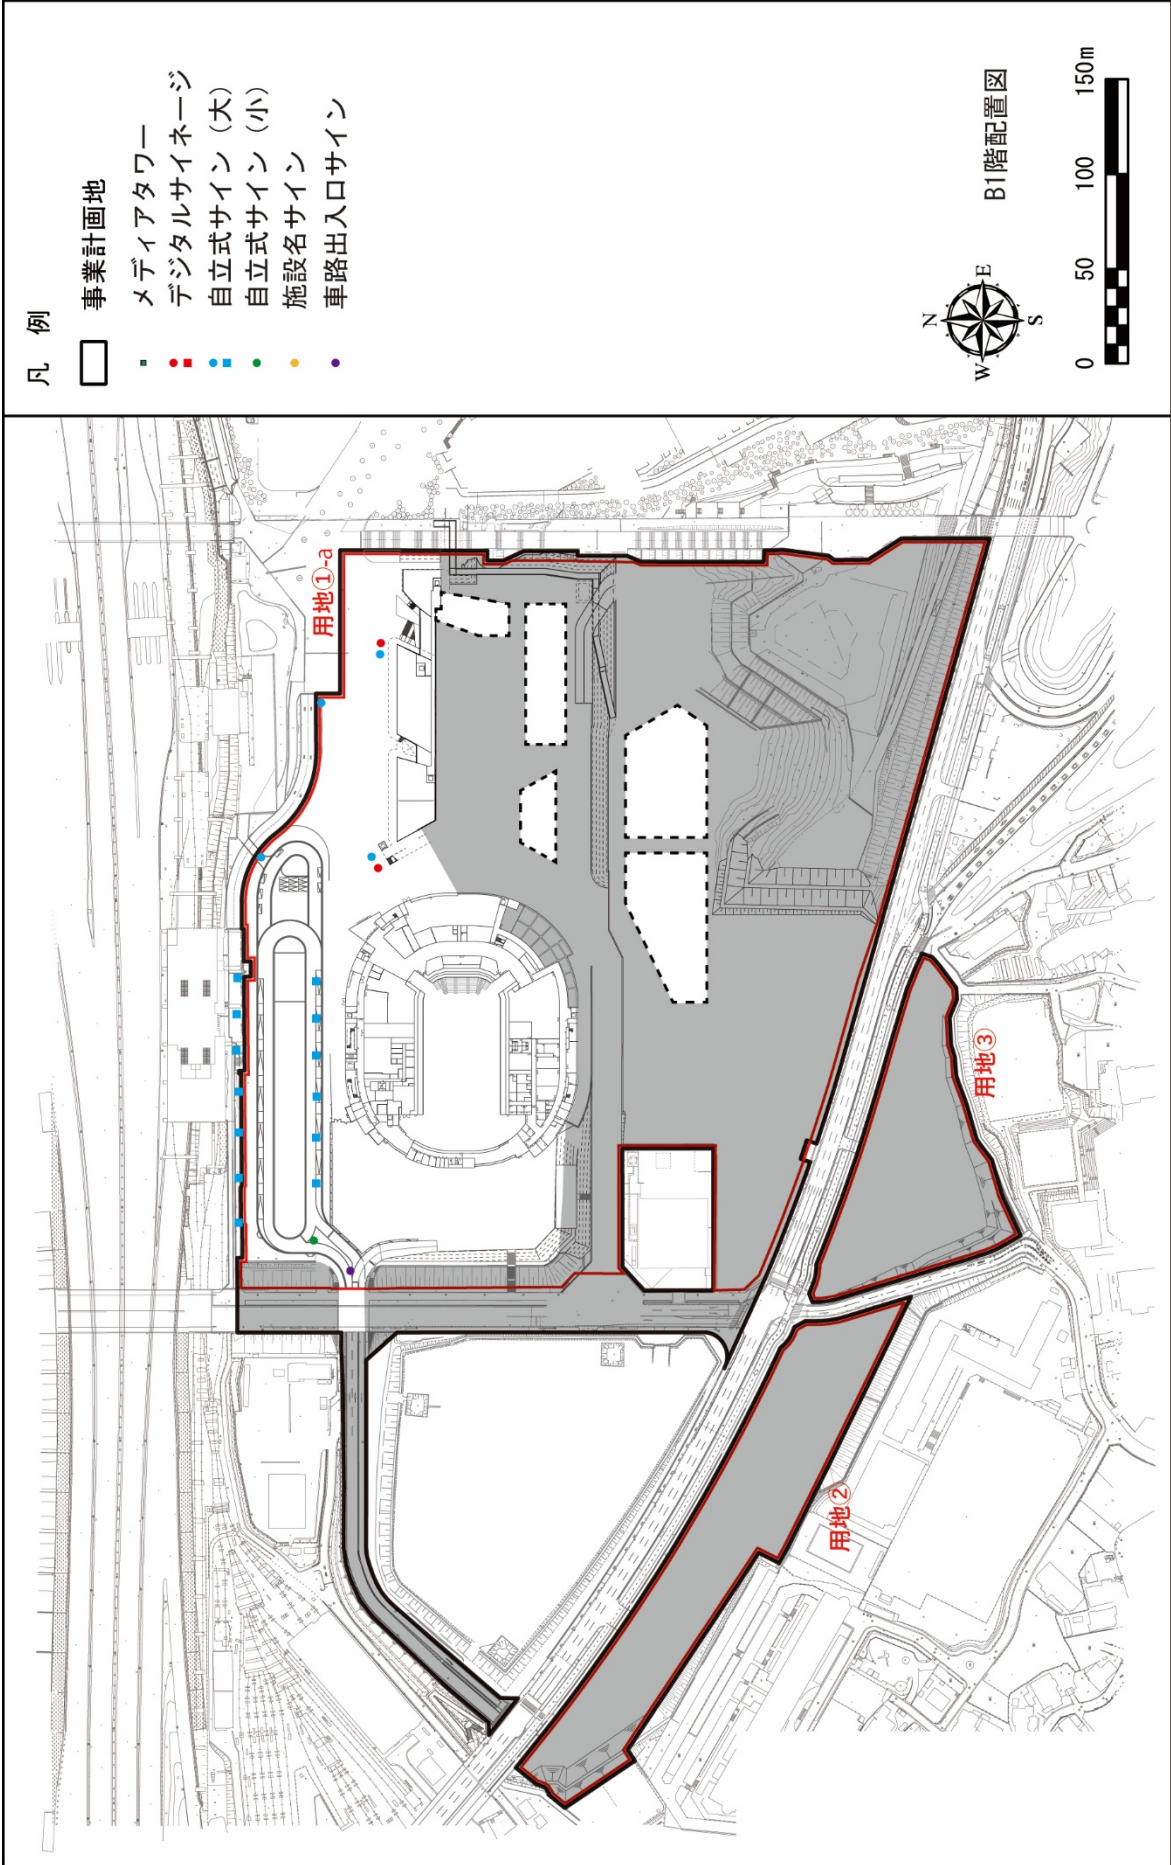 凡 例
事業計画地
メディアタワー
デジタルサイネージ
自立式サイン（大）
自立式サイン（小）
施設名サイン
車路出入口サイン
B1階配置図
N
E
W
S
0 50 100 150m
用地①-a
用地②
用地③